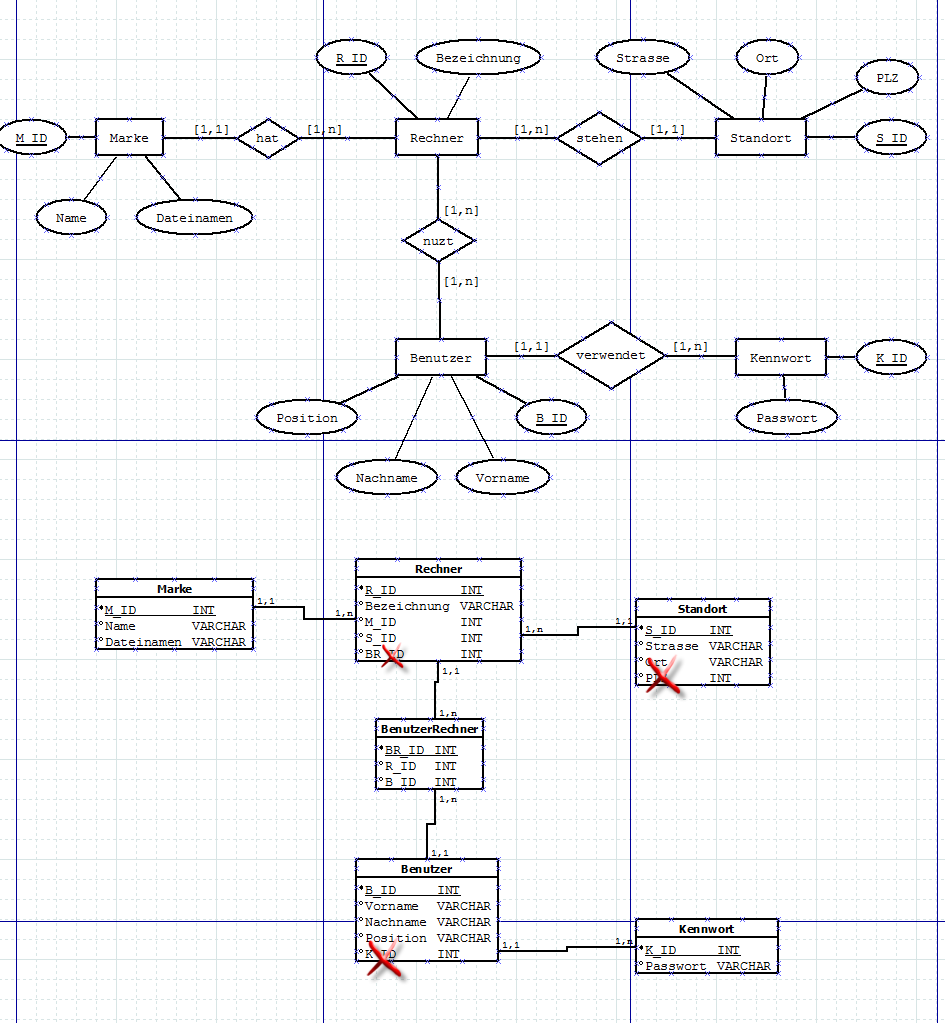 R_ID
Bezeichnung
Strasse
Ort
PLZ
M_ID
Marke
[1,1]
hat
[1,n]
Rechner
[1,n]
stehen
[1,1]
Standort
S_ID
Name
Dateinamen
[1,n]
nuzt
[1,n]
Benutzer
[1,1]
verwendet
[1,n]
Kennwort
K_ID
Position
B_ID
Passwort
Nachname
Vorname
Marke
M_ID INT
Name VARCHAR
Dateinamen VARCHAR
1,1
1,n
Rechner
R_ID INT
Bezeichnung VARCHAR
M_ID INT
S_ID INT
INT
1,n
1,1
Standort
S_ID INT
Strasse VARCHAR
Ort VARCHAR
INT
1,1
1,n
BenutzerRechner
BR_ID INT
R_ID INT
B_ID INT
1,n
1,1
Benutzer
B_ID INT
Vorname VARCHAR
Nachname VARCHAR
Position VARCHAR
INT
1,1
1,n
Kennwort
K_ID INT
Passwort VARCHAR